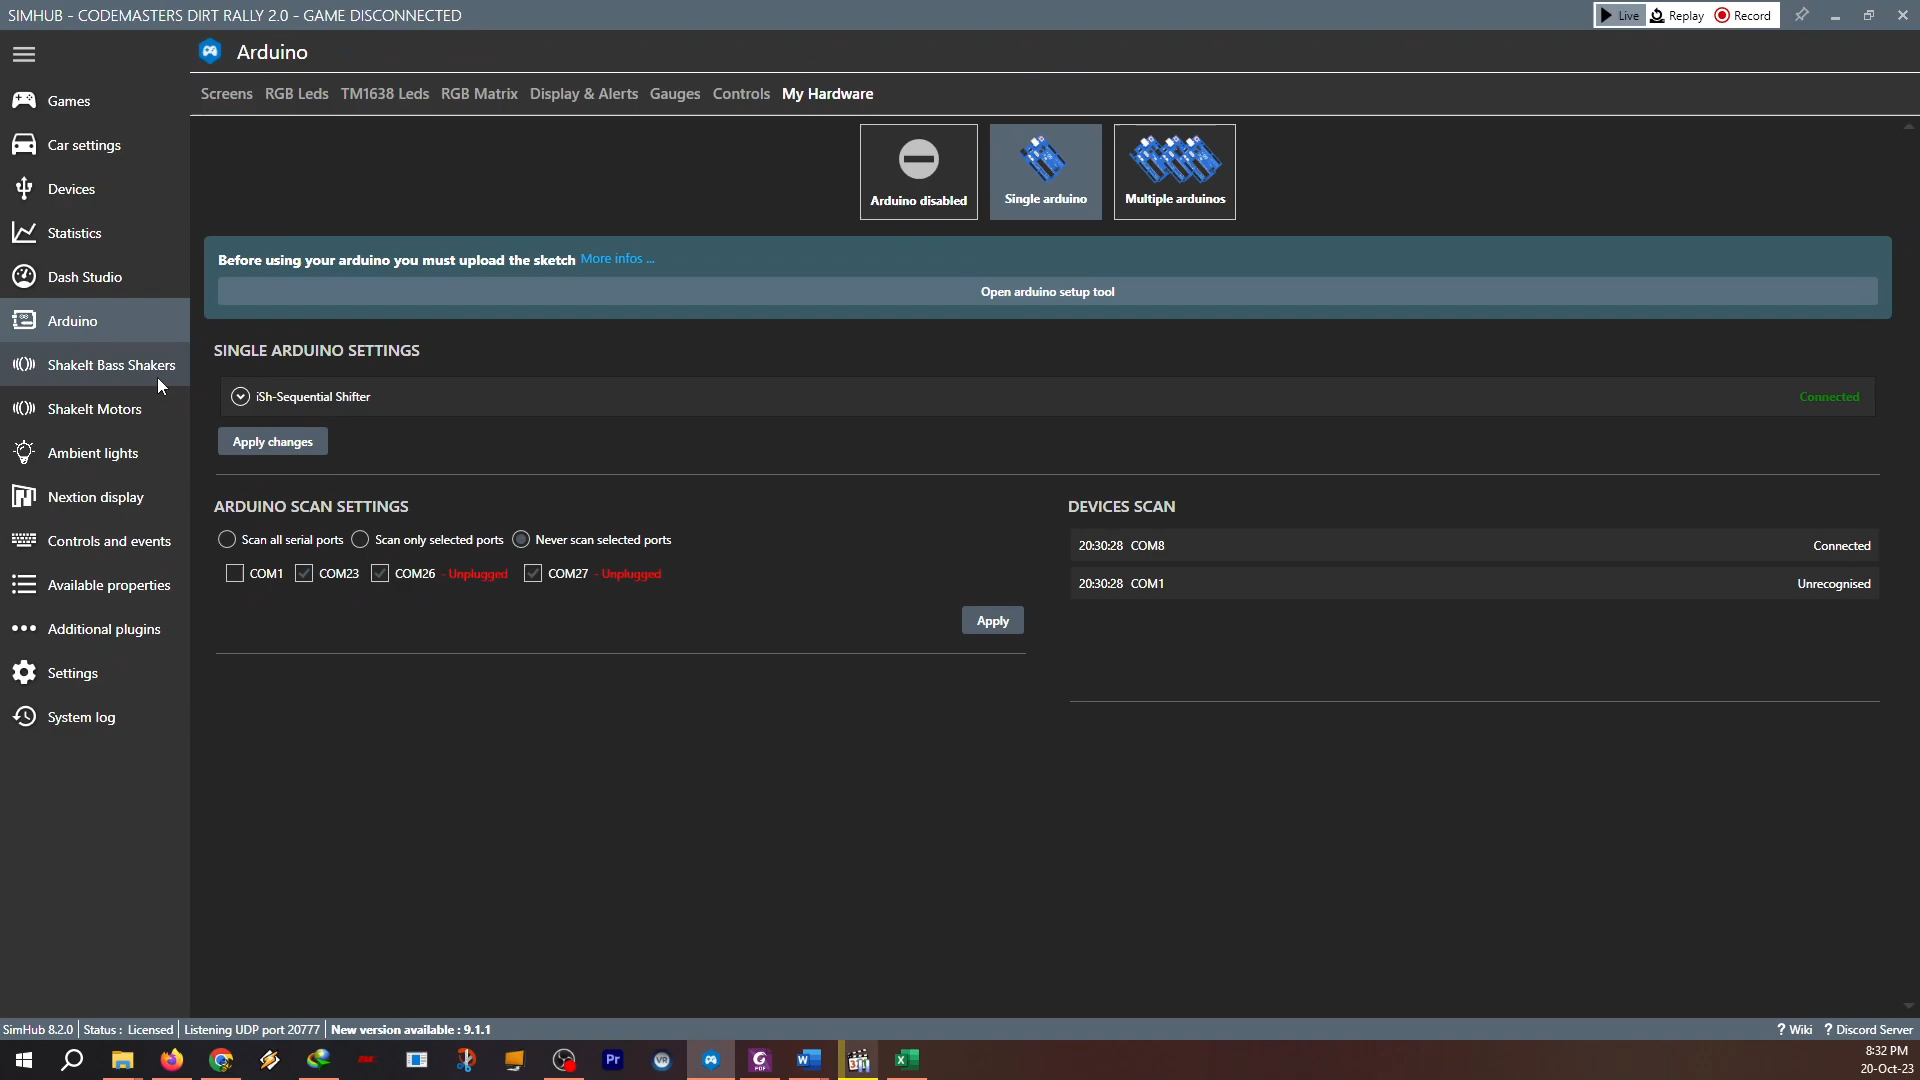 SIMHUB - CODEMASTERS DIRT RALLY 2.0 - GAME DISCONNECTED
Live Replay Record
Arduino
Screens RGB Leds TM1638 Leds RGB Matrix Display & Alerts Gauges Controls My Hardware
Games
Car settings
Devices
Statistics
Dash Studio
Arduino
ShakeIt Bass Shakers
ShakeIt Motors
Ambient lights
Nextion display
Controls and events
Available properties
Additional plugins
Settings
System log
Arduino disabled
Single arduino
Multiple arduinos
Before using your arduino you must upload the sketch More infos ...
Open arduino setup tool
SINGLE ARDUINO SETTINGS
iSh-Sequential Shifter Connected
Apply changes
ARDUINO SCAN SETTINGS
Scan all serial ports Scan only selected ports Never scan selected ports
COM1 COM23 COM26 - Unplugged COM27 - Unplugged
Apply
DEVICES SCAN
20:30:28 COM8 Connected
20:30:28 COM1 Unrecognised
SimHub 8.2.0 Status : Licensed Listening UDP port 20777 New version available : 9.1.1
? Wiki ? Discord Server
Pr
VR
PDF
W
X
8:32 PM
20-Oct-23